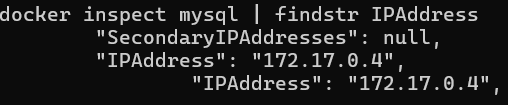 docker inspect mysql | findstr IPAddress
"SecondaryIPAddresses": null,
"IPAddress": "172.17.0.4",
"IPAddress": "172.17.0.4",